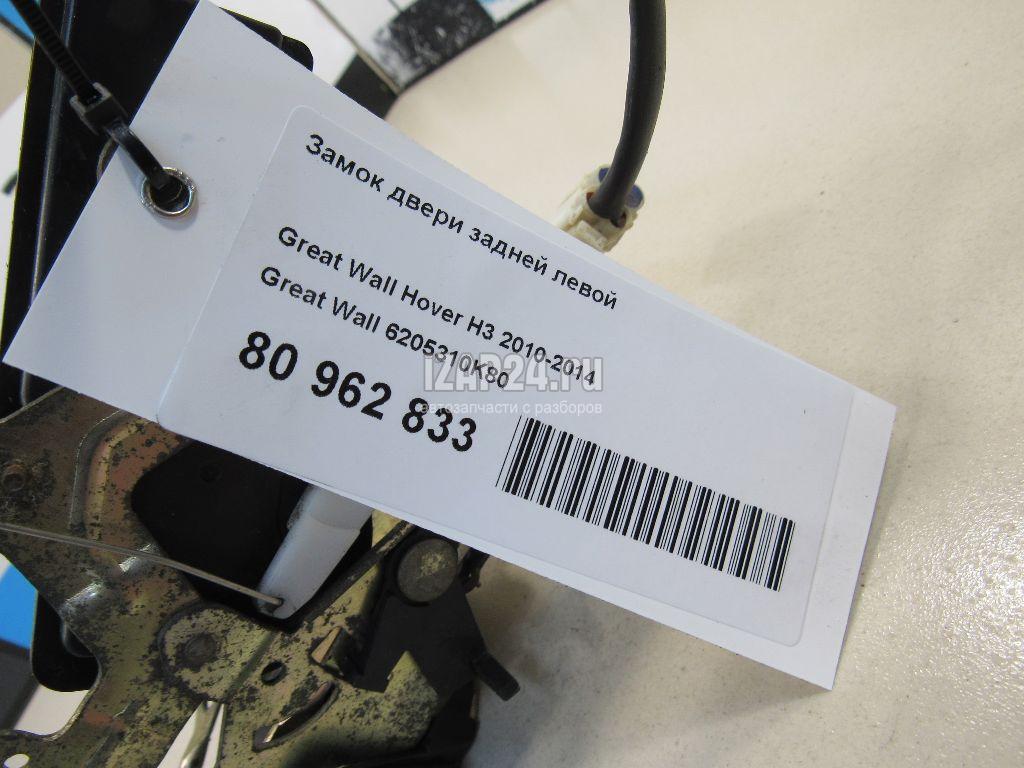 Замок двери задней левой
Great Wall Hover H3 2010-2014
Great Wall 6205310K80
80 962 833
IZAP24.ru
автозапчасти с разборов